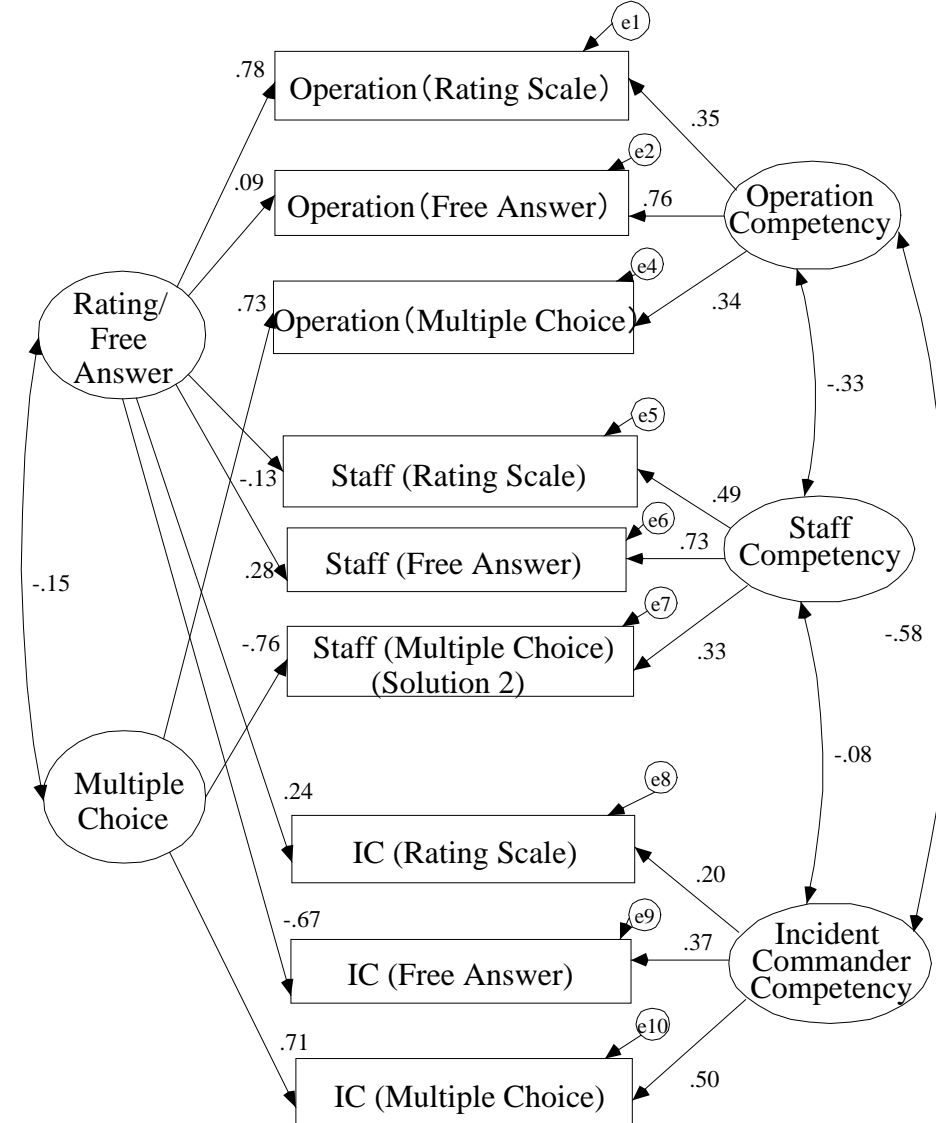 e1
.78
Operation（Rating Scale）
.35
e2
.09
Operation（Free Answer）
.76
Operation
Competency
e4
Rating/
Free
Answer
.73
Operation（Multiple Choice）
.34
-.33
e5
-.13
Staff (Rating Scale)
.49
e6
.28
Staff (Free Answer)
.73
Staff
Competency
-.15
e7
-.76
Staff (Multiple Choice)
(Solution 2)
.33
-.58
Multiple
Choice
-.08
e8
.24
IC (Rating Scale)
.20
e9
-.67
IC (Free Answer)
.37
Incident
Commander
Competency
e10
.71
IC (Multiple Choice)
.50